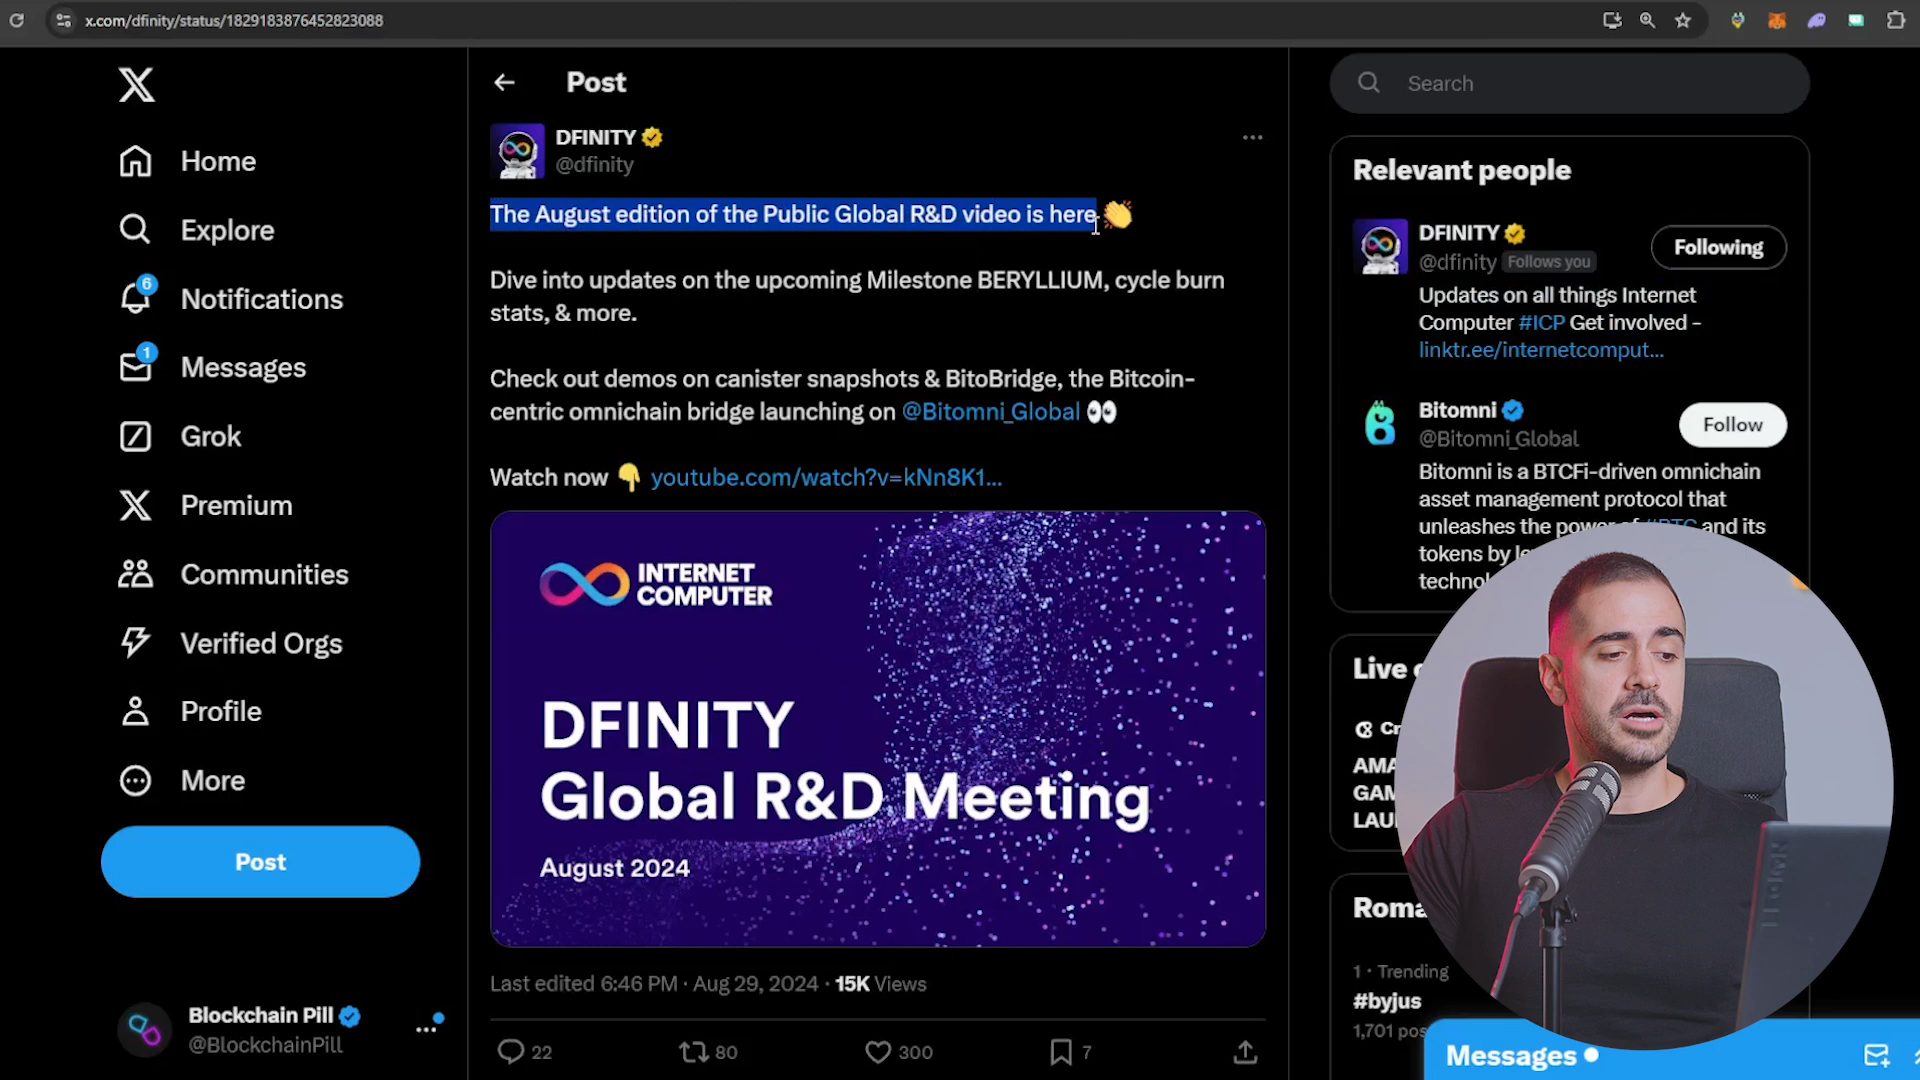 x.com/dfinity/status/1829183876452823088
Post
Search
DFINITY
@dfinity
Home
Explore
6
Notifications
1
Messages
Grok
Premium
Communities
Verified Orgs
Profile
More
Post
Blockchain Pill
@BlockchainPill
The August edition of the Public Global R&D video is here 👏
Dive into updates on the upcoming Milestone BERYLLIUM, cycle burn
stats, & more.
Check out demos on canister snapshots & BitoBridge, the Bitcoin-
centric omnichain bridge launching on @Bitomni_Global 👀
Watch now 👇 youtube.com/watch?v=kNn8K1...
INTERNET
COMPUTER
DFINITY
Global R&D Meeting
August 2024
Last edited 6:46 PM · Aug 29, 2024 · 15K Views
22 80 300 7
Relevant people
DFINITY
@dfinity Follows you
Following
Updates on all things Internet
Computer #ICP Get involved -
linktr.ee/internetcomput...
Bitomni
@Bitomni_Global
Follow
Bitomni is a BTCFi-driven omnichain
asset management protocol that
unleashes the power of #BTC and its
tokens by
Live
AMA
1 · Trending
#byjus
1,701
Messages
LEGION